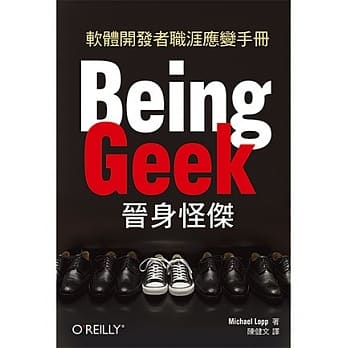 軟體開發者職涯應變手冊
Being
Geek
晉身怪傑
Michael Lopp 著
陳健文 譯
O'REILLY®